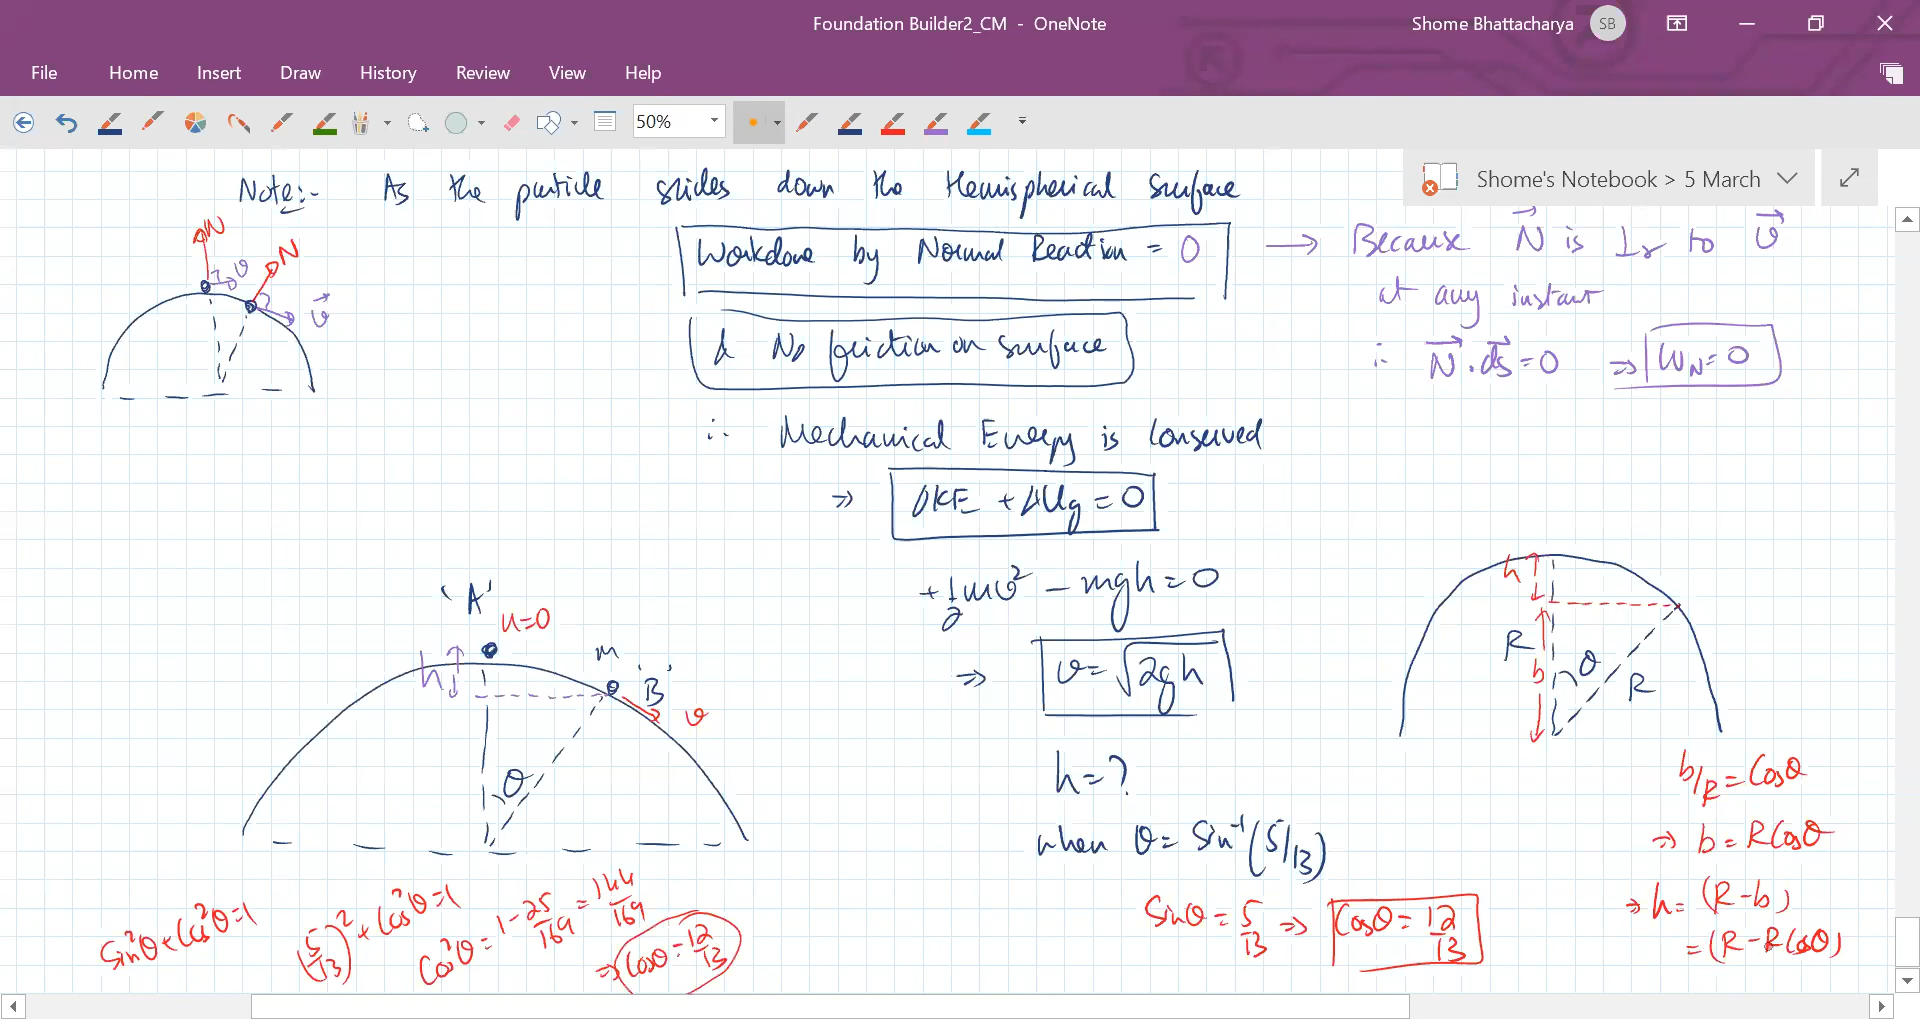 Foundation Builder2_CM - OneNote
Shome Bhattacharya SB
File Home Insert Draw History Review View Help
50%
Shome's Notebook > 5 March
Note:- As the particle slides down the Hemispherical Surface
N
N
v
v⃗
Workdone by Normal Reaction = 0
→ Because N⃗ is ⊥r to v⃗
at any instant
& No friction on surface
∴ N⃗.ds⃗=0 ⇒ W_N=0
∴ Mechanical Energy is Conserved
⇒ ΔKE + ΔUg = 0
+½mv² - mgh = 0
⇒ v=√2gh
'A'
u=0
h
m
'B'
v
θ
h
R
b
θ
R
h=?
when θ= Sin⁻¹(5/13)
b/R = Cosθ
⇒ b = RCosθ
⇒ h = (R-b)
= (R-RCosθ)
Sin²θ+Cos²θ=1
(5/13)²+Cos²θ=1
Cos²θ=1-25/169=144/169
⇒ Cosθ=12/13
Sinθ=5/13 ⇒ Cosθ=12/13